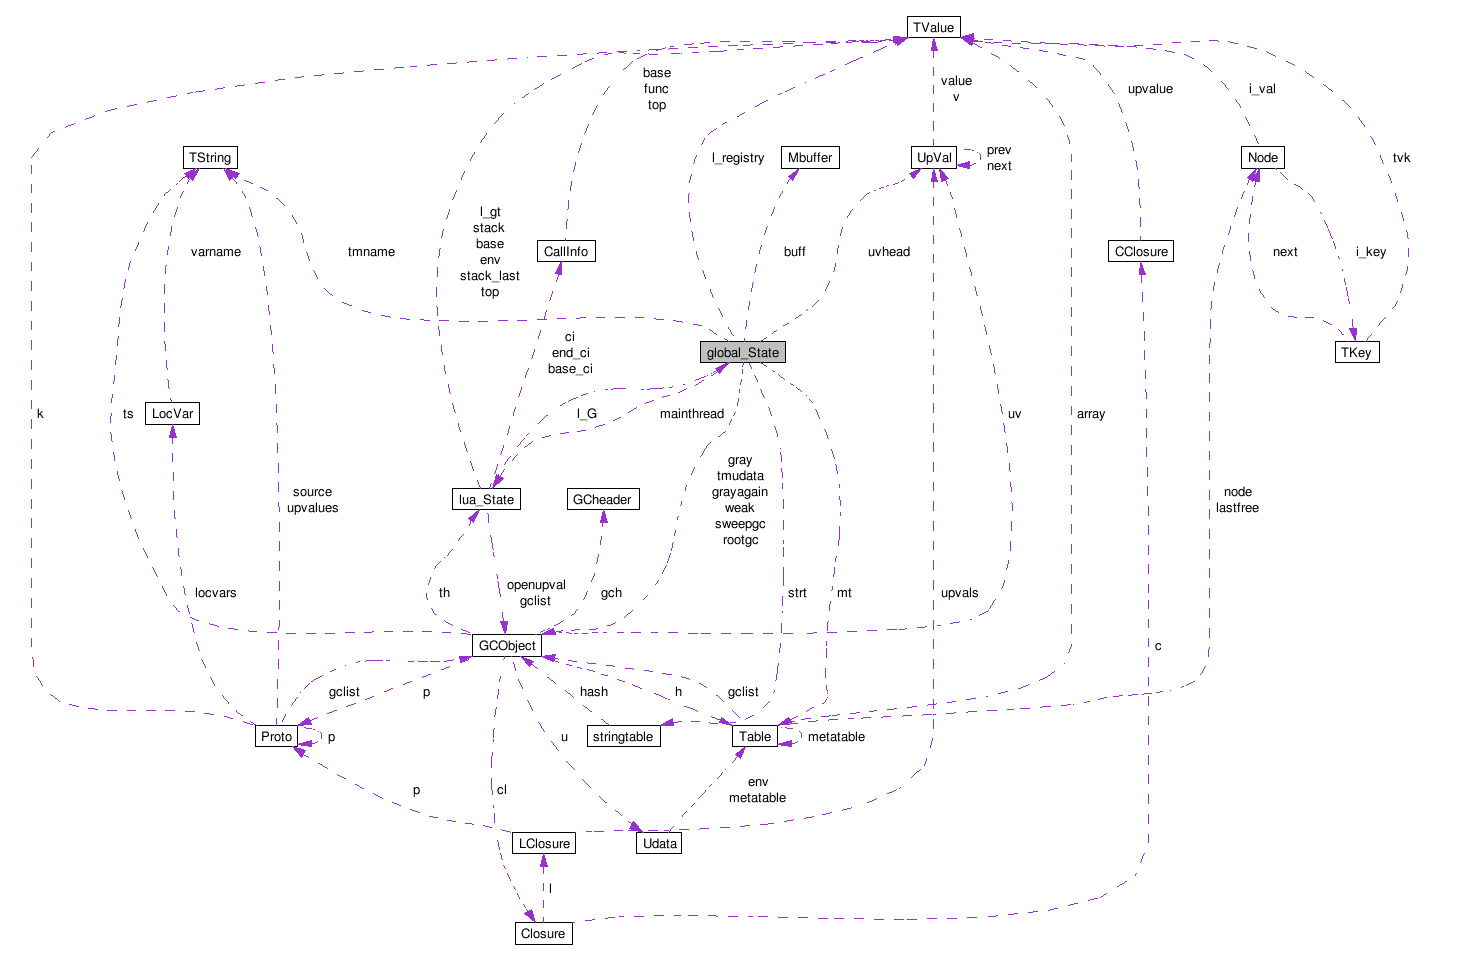 TValue
base
func
top
value
v
upvalue
i_val
TString
l_registry
Mbuffer
UpVal
prev
next
Node
tvk
l_gt
stack
base
env
stack_last
top
varname
tmname
CallInfo
buff
uvhead
CClosure
next
i_key
ci
end_ci
base_ci
global_State
TKey
k
ts
LocVar
l_G
mainthread
uv
array
gray
tmudata
grayagain
weak
sweepgc
rootgc
source
upvalues
lua_State
GCheader
node
lastfree
locvars
th
openupval
gclist
gch
strt
mt
upvals
GCObject
c
gclist
p
hash
h
gclist
Proto
p
u
stringtable
Table
metatable
p
cl
env
metatable
LClosure
Udata
l
Closure